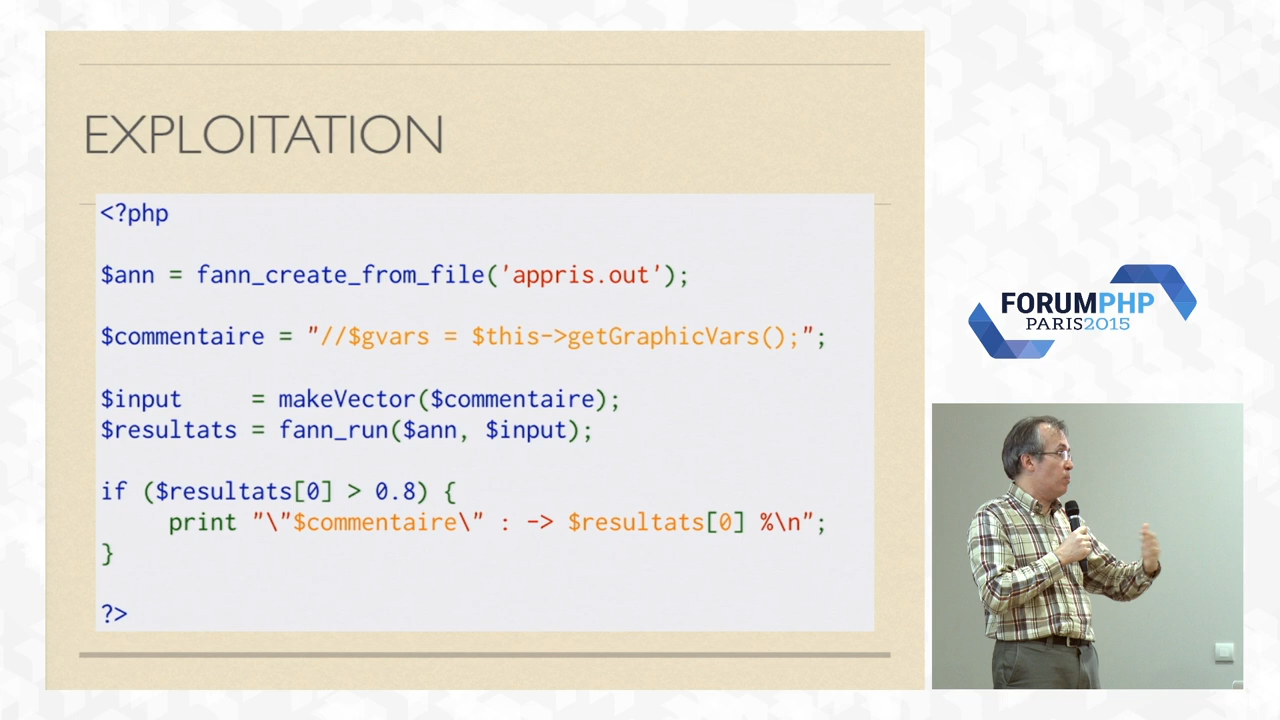 EXPLOITATION
<?php
$ann = fann_create_from_file('appris.out');
$commentaire = "//$gvars = $this->getGraphicVars();";
$input     = makeVector($commentaire);
$resultats = fann_run($ann, $input);
if ($resultats[0] > 0.8) {
     print "\"$commentaire\" : -> $resultats[0] %\n";
}
?>
FORUMPHP
PARIS2015